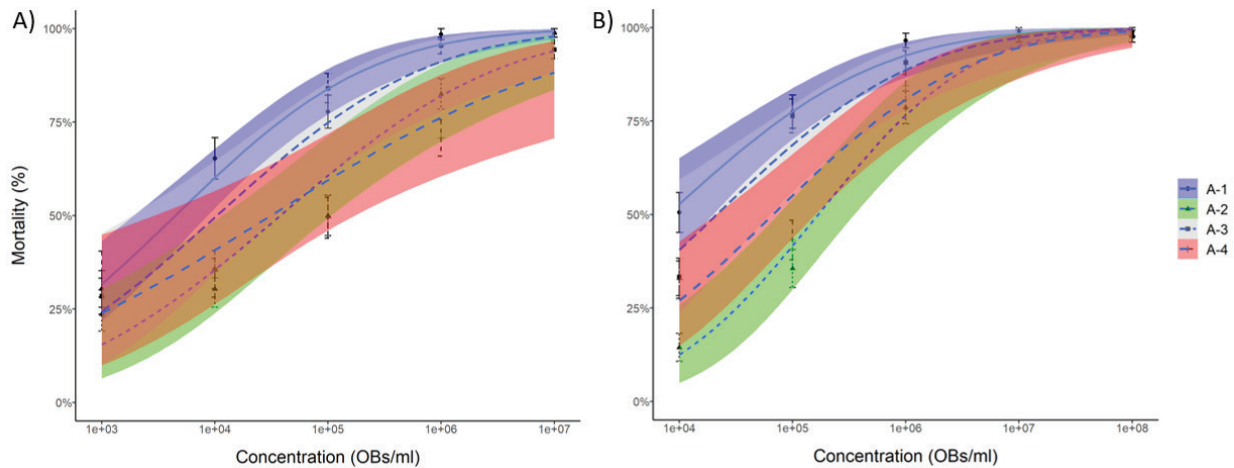 A)
Mortality (%)
100%
75%
50%
25%
0%
1e+03 1e+04 1e+05 1e+06 1e+07
Concentration (OBs/ml)
B)
100%
75%
50%
25%
0%
1e+04 1e+05 1e+06 1e+07 1e+08
Concentration (OBs/ml)
A-1
A-2
A-3
A-4